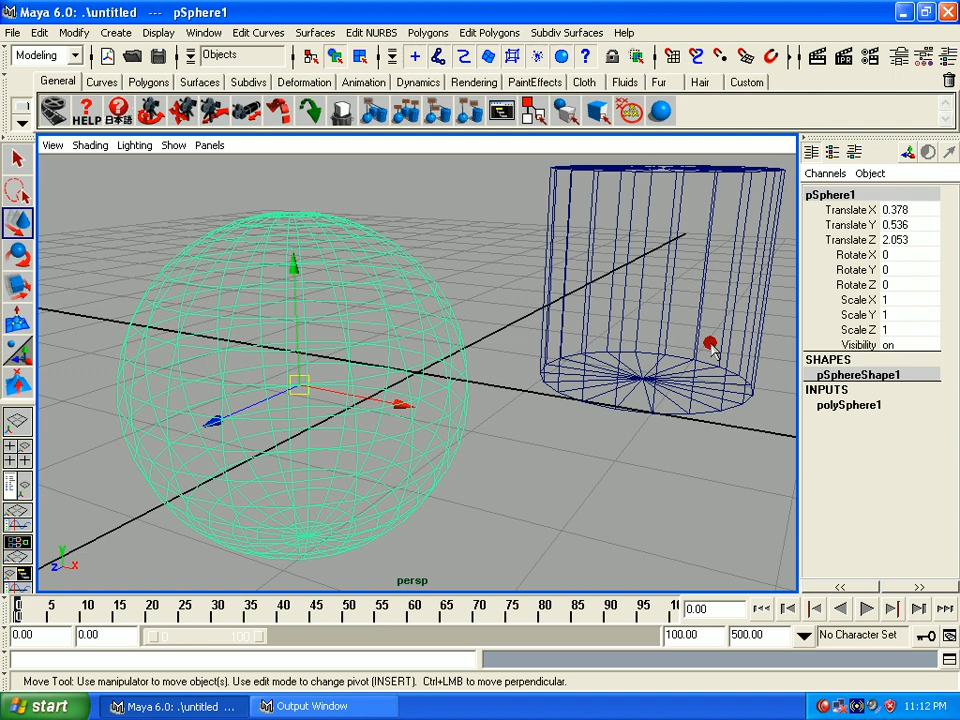 Maya 6.0: .\untitled --- pSphere1
File Edit Modify Create Display Window Edit Curves Surfaces Edit NURBS Polygons Edit Polygons Subdiv Surfaces Help
Modeling Objects
General Curves Polygons Surfaces Subdivs Deformation Animation Dynamics Rendering PaintEffects Cloth Fluids Fur Hair Custom
HELP 日本語
View Shading Lighting Show Panels
Channels Object
pSphere1
Translate X 0.378
Translate Y 0.536
Translate Z 2.053
Rotate X 0
Rotate Y 0
Rotate Z 0
Scale X 1
Scale Y 1
Scale Z 1
Visibility on
SHAPES
pSphereShape1
INPUTS
polySphere1
y
z x
persp
5 10 15 20 25 30 35 40 45 50 55 60 65 70 75 80 85 90 95 10 0.00
0.00 0.00 0 100 100.00 500.00 No Character Set
Move Tool: Use manipulator to move object(s). Use edit mode to change pivot (INSERT). Ctrl+LMB to move perpendicular.
start Maya 6.0: .\untitled ... Output Window 11:12 PM